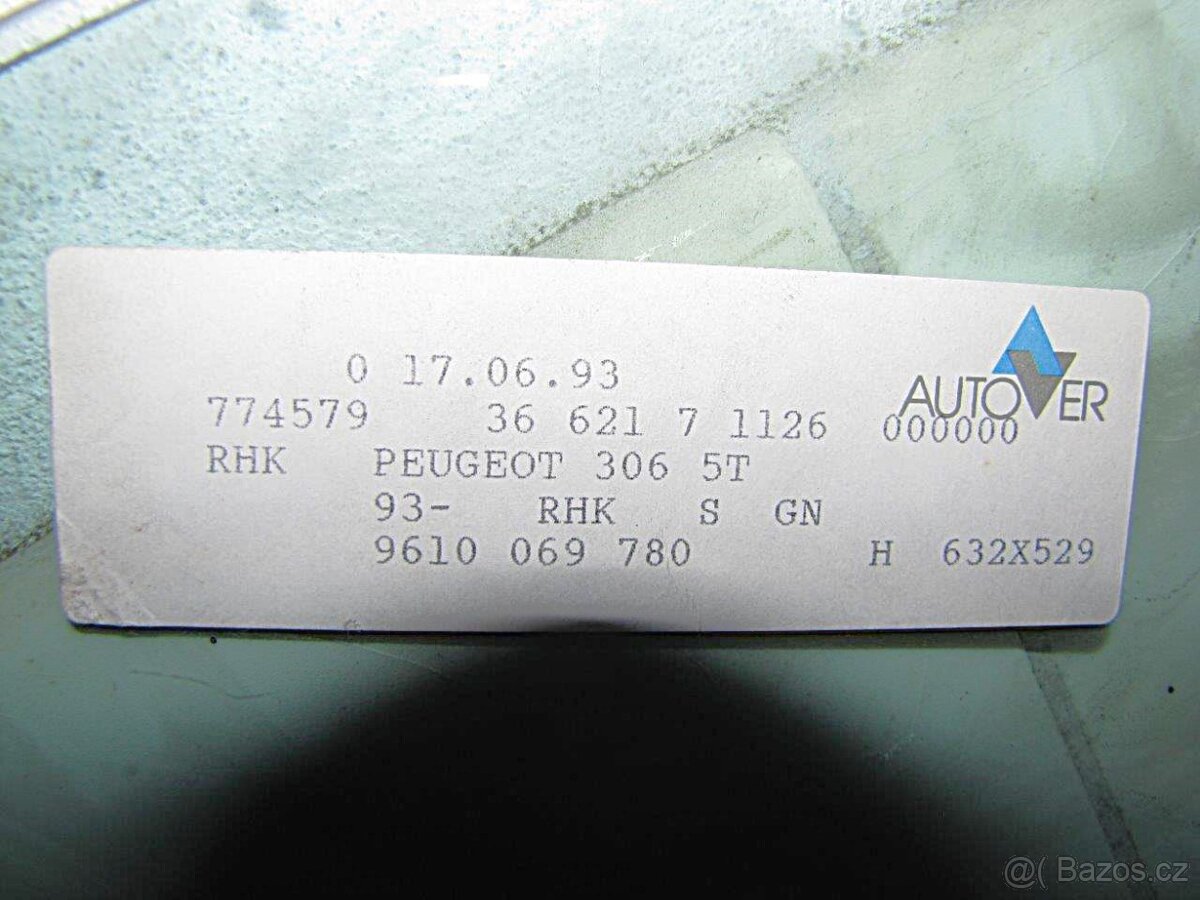 0 17.06.93
AUTOVER
774579 36 621 7 1126 000000
RHK PEUGEOT 306 5T
93- RHK S GN
9610 069 780 H 632X529
@( Bazos.cz